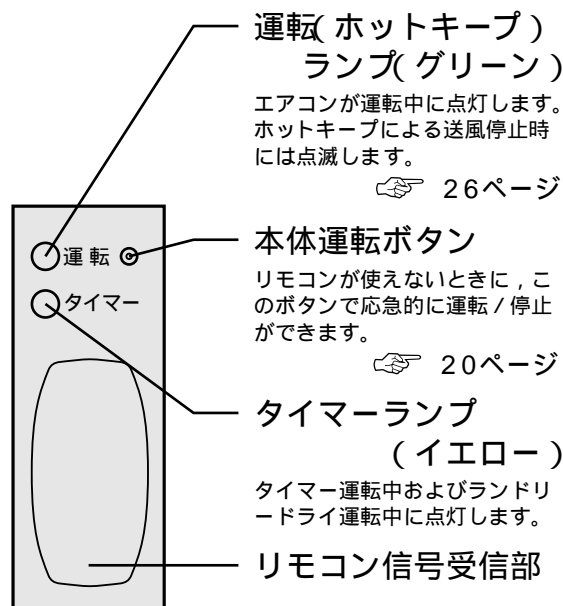 運転(ホットキープ)
ランプ(グリーン)
エアコンが運転中に点灯します。
ホットキープによる送風停止時
には点滅します。
☞ 26ページ
運転
タイマー
本体運転ボタン
リモコンが使えないときに,こ
のボタンで応急的に運転/停止
ができます。
☞ 20ページ
タイマーランプ
(イエロー)
タイマー運転中およびランドリ
ードライ運転中に点灯します。
リモコン信号受信部